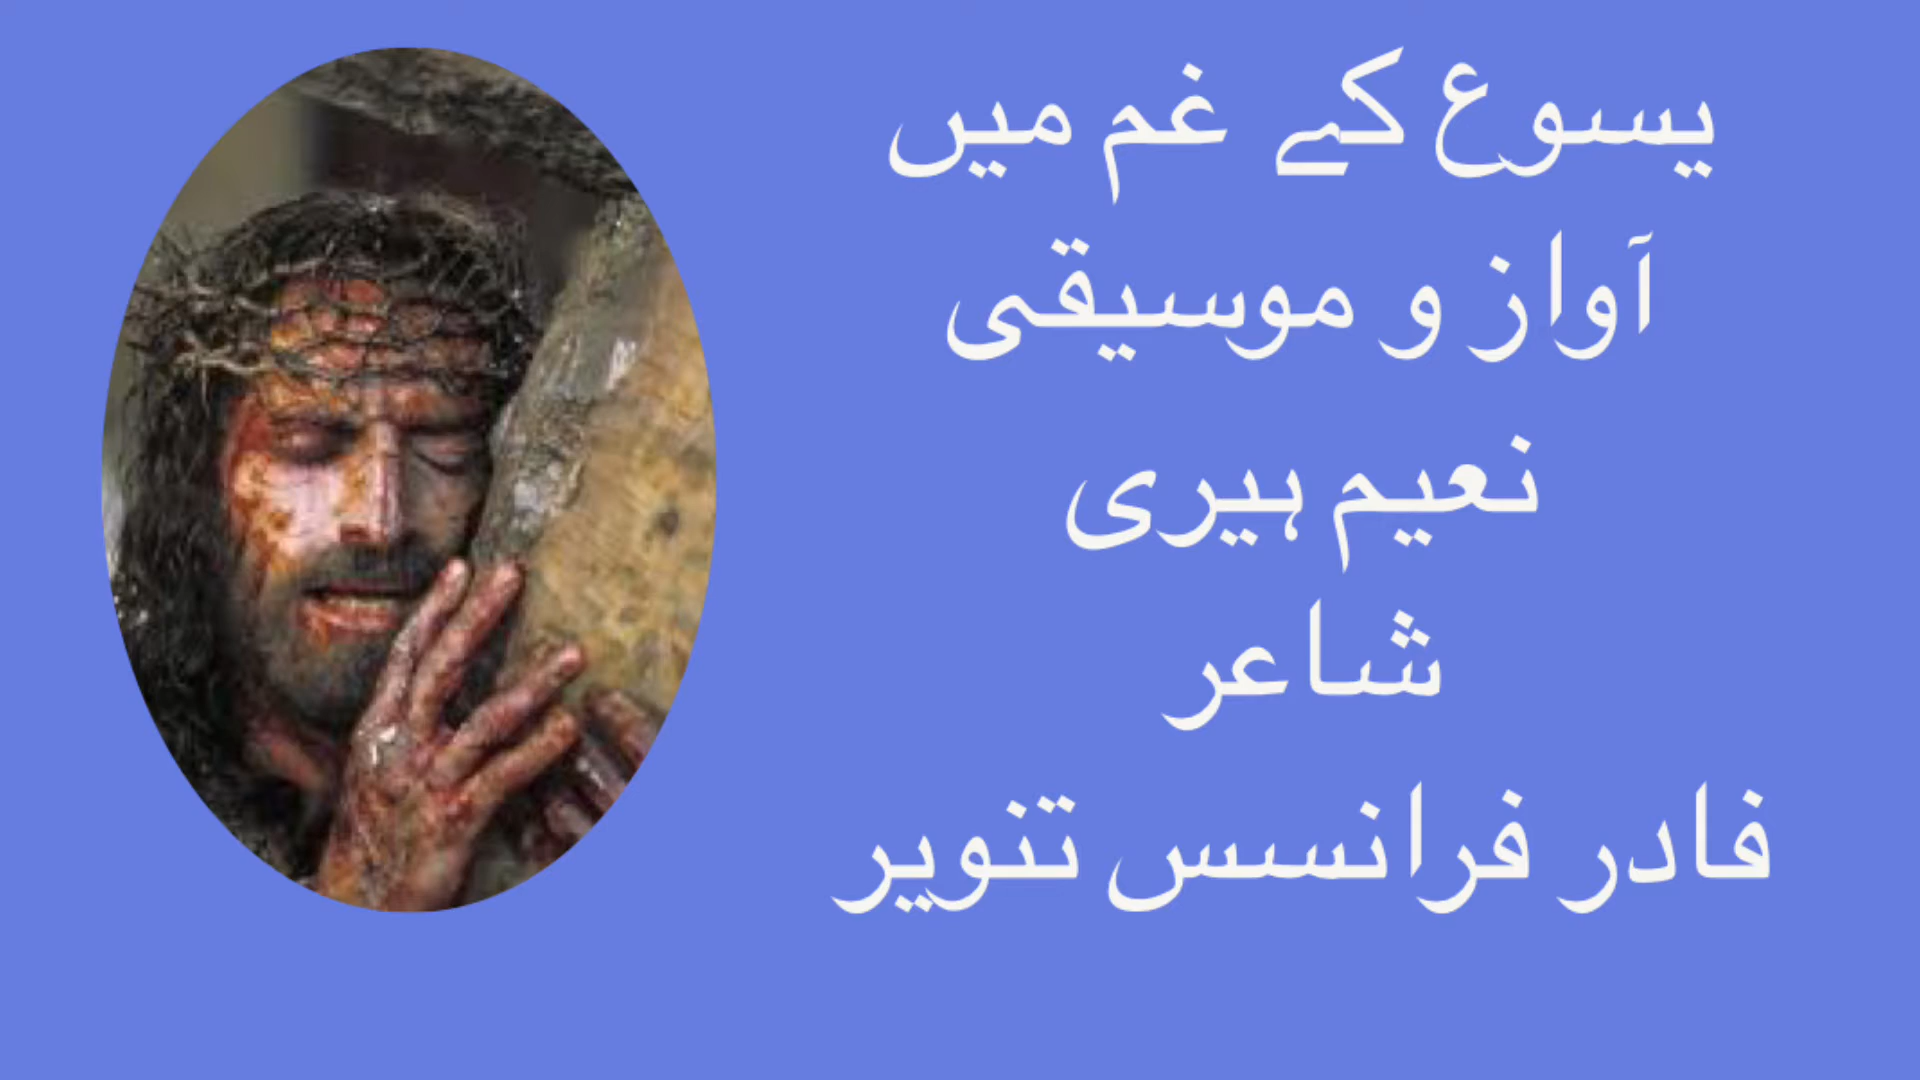 یسوع کے غم میں
آواز و موسیقی
نعیم ہیری
شاعر
فادر فرانسس تنویر